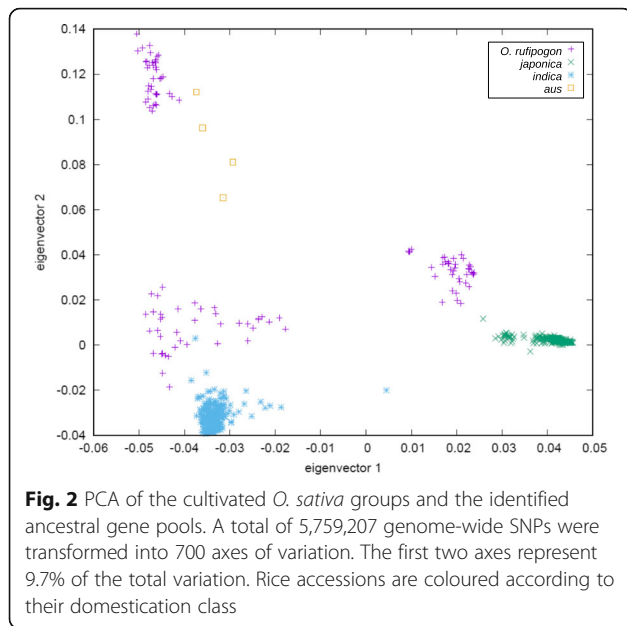 0.14
0.12
0.1
0.08
0.06
0.04
0.02
0
-0.02
-0.04
eigenvector 2
O. rufipogon
japonica
indica
aus
-0.06 -0.05 -0.04 -0.03 -0.02 -0.01 0 0.01 0.02 0.03 0.04 0.05
eigenvector 1
Fig. 2 PCA of the cultivated O. sativa groups and the identified
ancestral gene pools. A total of 5,759,207 genome-wide SNPs were
transformed into 700 axes of variation. The first two axes represent
9.7% of the total variation. Rice accessions are coloured according to
their domestication class